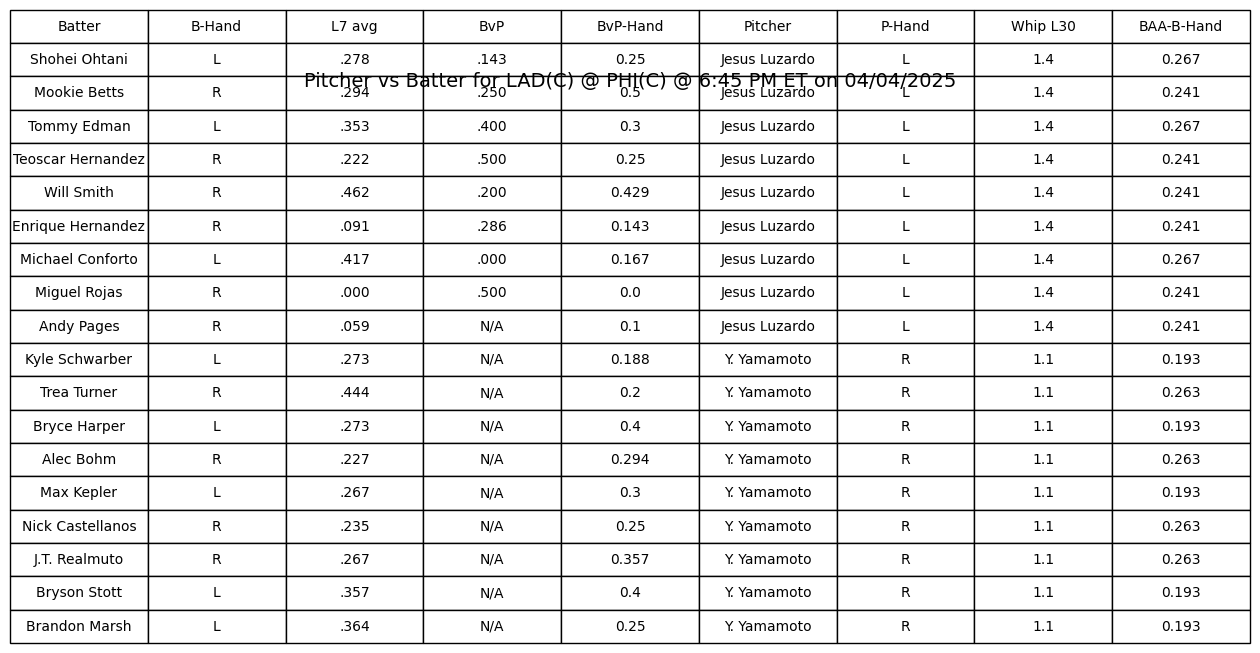 Batter B-Hand L7 avg BvP BvP-Hand Pitcher P-Hand Whip L30 BAA-B-Hand
Shohei Ohtani L .278 .143 0.25 Jesus Luzardo L 1.4 0.267
Pitcher vs Batter for LAD(C) @ PHI(C) @ 6:45 PM ET on 04/04/2025
Mookie Betts R .294 .250 0.5 Jesus Luzardo L 1.4 0.241
Tommy Edman L .353 .400 0.3 Jesus Luzardo L 1.4 0.267
Teoscar Hernandez R .222 .500 0.25 Jesus Luzardo L 1.4 0.241
Will Smith R .462 .200 0.429 Jesus Luzardo L 1.4 0.241
Enrique Hernandez R .091 .286 0.143 Jesus Luzardo L 1.4 0.241
Michael Conforto L .417 .000 0.167 Jesus Luzardo L 1.4 0.267
Miguel Rojas R .000 .500 0.0 Jesus Luzardo L 1.4 0.241
Andy Pages R .059 N/A 0.1 Jesus Luzardo L 1.4 0.241
Kyle Schwarber L .273 N/A 0.188 Y. Yamamoto R 1.1 0.193
Trea Turner R .444 N/A 0.2 Y. Yamamoto R 1.1 0.263
Bryce Harper L .273 N/A 0.4 Y. Yamamoto R 1.1 0.193
Alec Bohm R .227 N/A 0.294 Y. Yamamoto R 1.1 0.263
Max Kepler L .267 N/A 0.3 Y. Yamamoto R 1.1 0.193
Nick Castellanos R .235 N/A 0.25 Y. Yamamoto R 1.1 0.263
J.T. Realmuto R .267 N/A 0.357 Y. Yamamoto R 1.1 0.263
Bryson Stott L .357 N/A 0.4 Y. Yamamoto R 1.1 0.193
Brandon Marsh L .364 N/A 0.25 Y. Yamamoto R 1.1 0.193